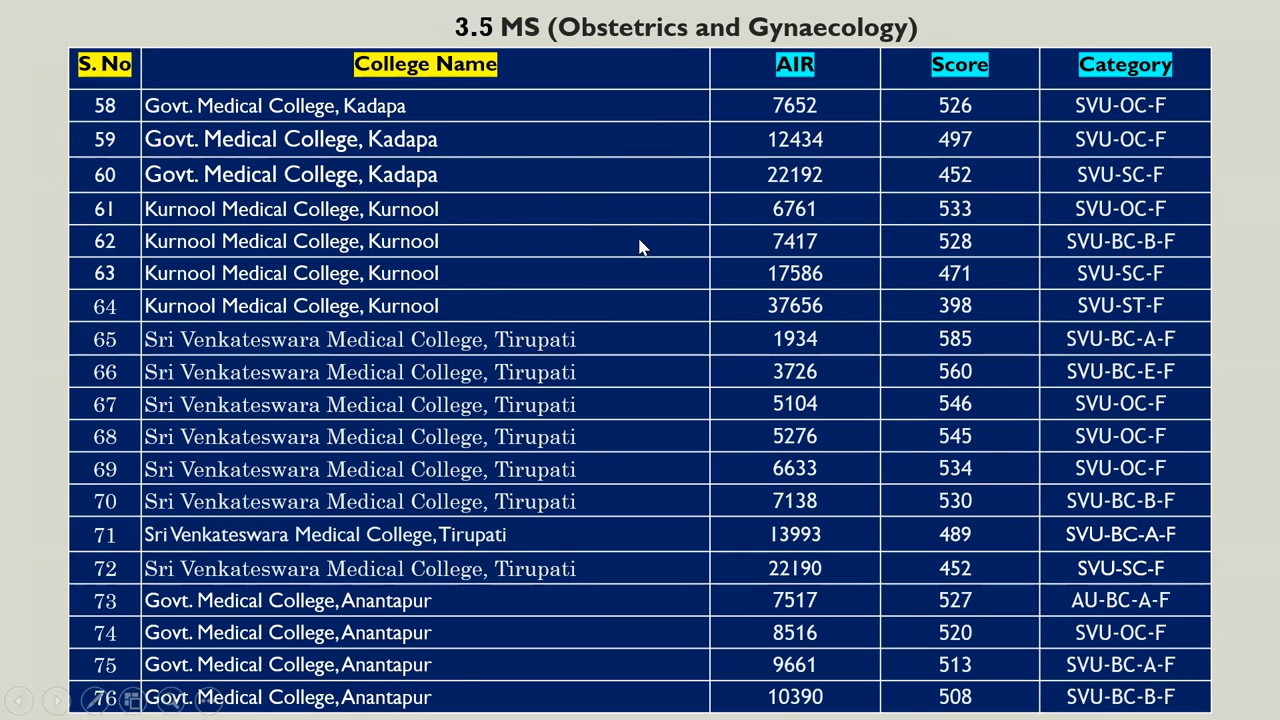 3.5 MS (Obstetrics and Gynaecology)
S. No College Name AIR Score Category
58 Govt. Medical College, Kadapa 7652 526 SVU-OC-F
59 Govt. Medical College, Kadapa 12434 497 SVU-OC-F
60 Govt. Medical College, Kadapa 22192 452 SVU-SC-F
61 Kurnool Medical College, Kurnool 6761 533 SVU-OC-F
62 Kurnool Medical College, Kurnool 7417 528 SVU-BC-B-F
63 Kurnool Medical College, Kurnool 17586 471 SVU-SC-F
64 Kurnool Medical College, Kurnool 37656 398 SVU-ST-F
65 Sri Venkateswara Medical College, Tirupati 1934 585 SVU-BC-A-F
66 Sri Venkateswara Medical College, Tirupati 3726 560 SVU-BC-E-F
67 Sri Venkateswara Medical College, Tirupati 5104 546 SVU-OC-F
68 Sri Venkateswara Medical College, Tirupati 5276 545 SVU-OC-F
69 Sri Venkateswara Medical College, Tirupati 6633 534 SVU-OC-F
70 Sri Venkateswara Medical College, Tirupati 7138 530 SVU-BC-B-F
71 Sri Venkateswara Medical College, Tirupati 13993 489 SVU-BC-A-F
72 Sri Venkateswara Medical College, Tirupati 22190 452 SVU-SC-F
73 Govt. Medical College, Anantapur 7517 527 AU-BC-A-F
74 Govt. Medical College, Anantapur 8516 520 SVU-OC-F
75 Govt. Medical College, Anantapur 9661 513 SVU-BC-A-F
76 Govt. Medical College, Anantapur 10390 508 SVU-BC-B-F